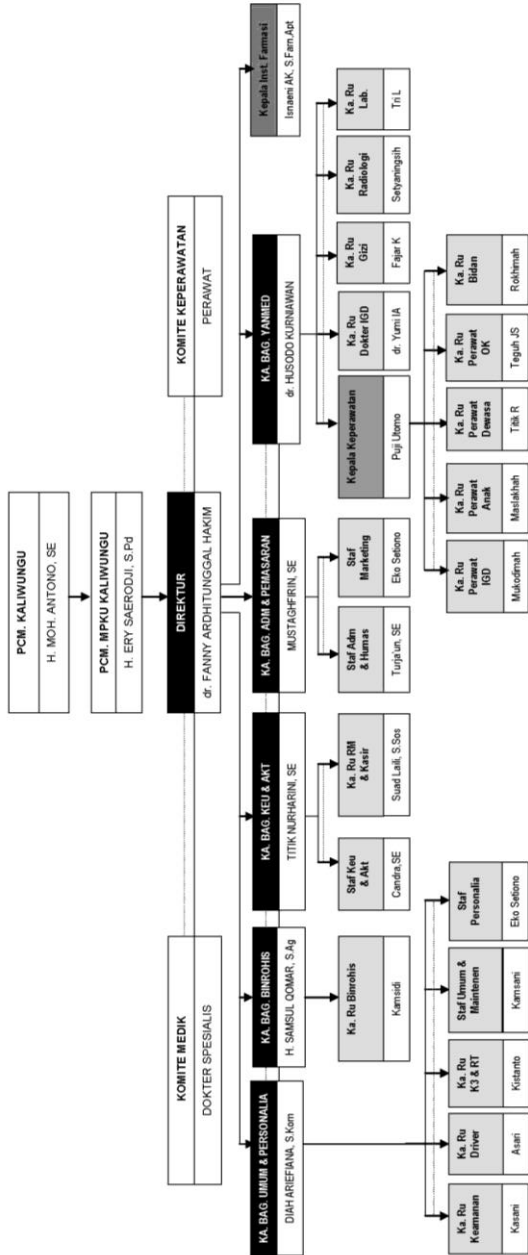 PCM. KALIWUNGU
H. MOH. ANTONO, SE
PCM. MPKU KALIWUNGU
H. ERY SAERODJI, S.Pd
KOMITE MEDIK
DOKTER SPESIALIS
DIREKTUR
dr. FANNY ARDHITUNGGAL HAKIM
KOMITE KEPERAWATAN
PERAWAT
KA. BAG. UMUM & PERSONALIA
DIAH ARIEFIANA, S.Kom
KA. BAG. BINROHIS
H. SAMSUL QOMAR, S.Ag
KA. BAG. KEU & AKT
TITIK NURHARINI, SE
KA. BAG. ADM & PEMASARAN
MUSTAGHFIRIN, SE
KA. BAG. YANMED
dr. HUSODO KURNIAWAN
Kepala Inst. Farmasi
Isnaeni AK, S.Farn,Apt
Ka. Ru Binrohis
Kamsidi
Staf Keu
& Akt
Candra,SE
Ka. Ru RM
& Kasir
Suad Laili, S.Sos
Staf Adm
& Humas
Turja'un, SE
Staf
Marketing
Eko Setiono
Kepala Keperawatan
Puji Utomo
Ka. Ru
Dokter IGD
dr. Yumi IA
Ka. Ru
Gizi
Fajar K
Ka. Ru
Radiologi
Setyaningsih
Ka. Ru
Lab.
Tri L
Ka. Ru
Keamanan
Kasani
Ka. Ru
Driver
Asari
Ka. Ru
K3 & RT
Kistanto
Staf Umum &
Maintenen
Kamsani
Staf
Personalia
Eko Setiono
Ka. Ru
Perawat
IGD
Mukodimah
Ka. Ru
Perawat
Anak
Maslakhah
Ka. Ru
Perawat
Dewasa
Titik R
Ka. Ru
Perawat
OK
Teguh JS
Ka. Ru
Bidan
Rokhimah